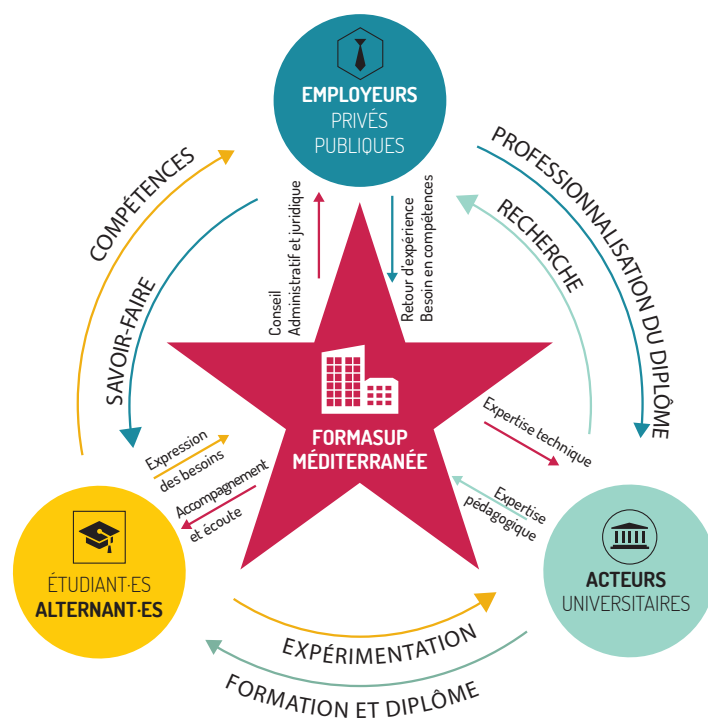 EMPLOYEURS
PRIVÉS
PUBLIQUES
COMPÉTENCES
SAVOIR-FAIRE
PROFESSIONNALISATION DU DIPLÔME
RECHERCHE
Conseil
Administratif et juridique
Retour d'expérience
Besoin en compétences
FORMASUP
MÉDITERRANÉE
Expression
des besoins
Accompagnement
et écoute
Expertise technique
Expertise
pédagogique
ÉTUDIANT·ES
ALTERNANT·ES
ACTEURS
UNIVERSITAIRES
EXPÉRIMENTATION
FORMATION ET DIPLÔME